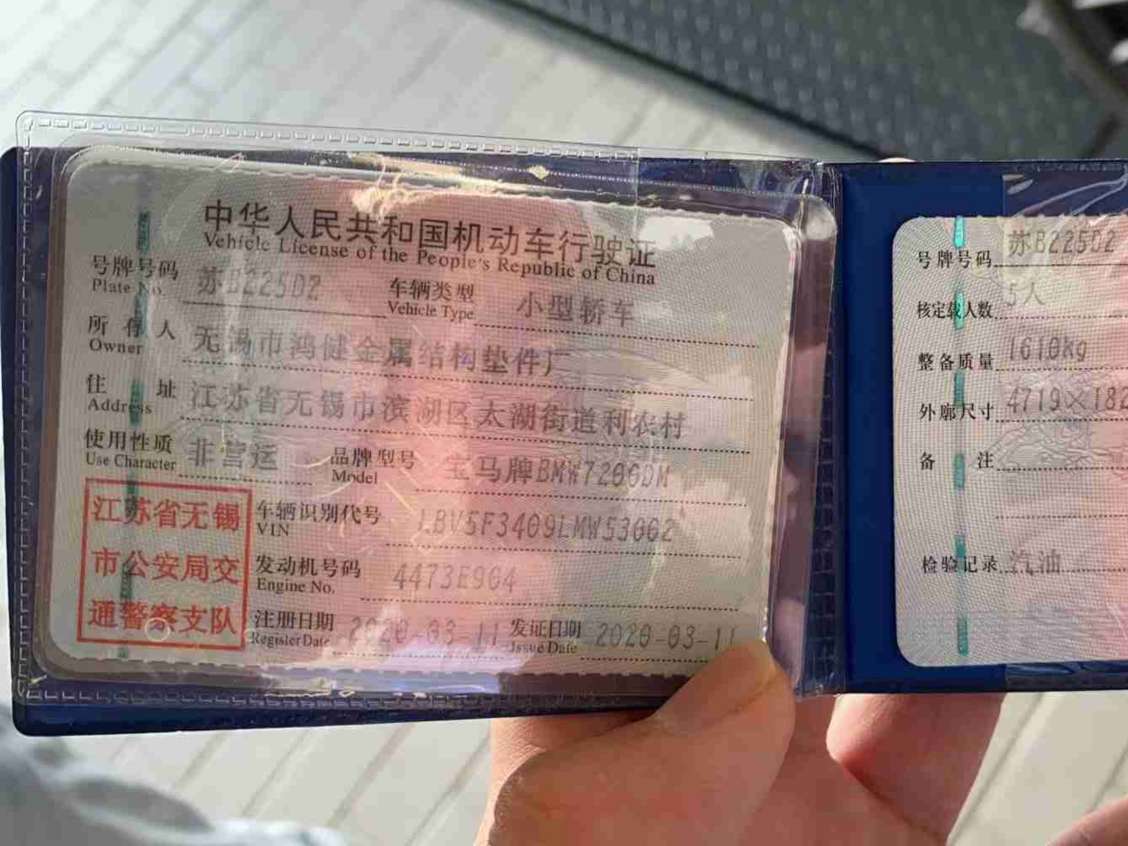 中华人民共和国机动车行驶证
Vehicle License of the People's Republic of China
号牌号码 苏B225D2 车辆类型 小型轿车
Plate No. Vehicle Type
所有人 无锡市鸿健金属结构垫件厂
Owner
住址 江苏省无锡市滨湖区太湖街道利农村
Address
使用性质 非营运 品牌型号 宝马牌BMW7200DM
Use Character Model
江苏省无锡
市公安局交
通警察支队
车辆识别代号 LBV5F3409LMW53062
VIN
发动机号码 4473E964
Engine No.
注册日期 2020-03-11 发证日期 2020-03-11
Register Date Issue Date
号牌号码 苏B225D2
核定载人数 5人
整备质量 1610kg
外廓尺寸 4719×182
备注
检验记录 汽油